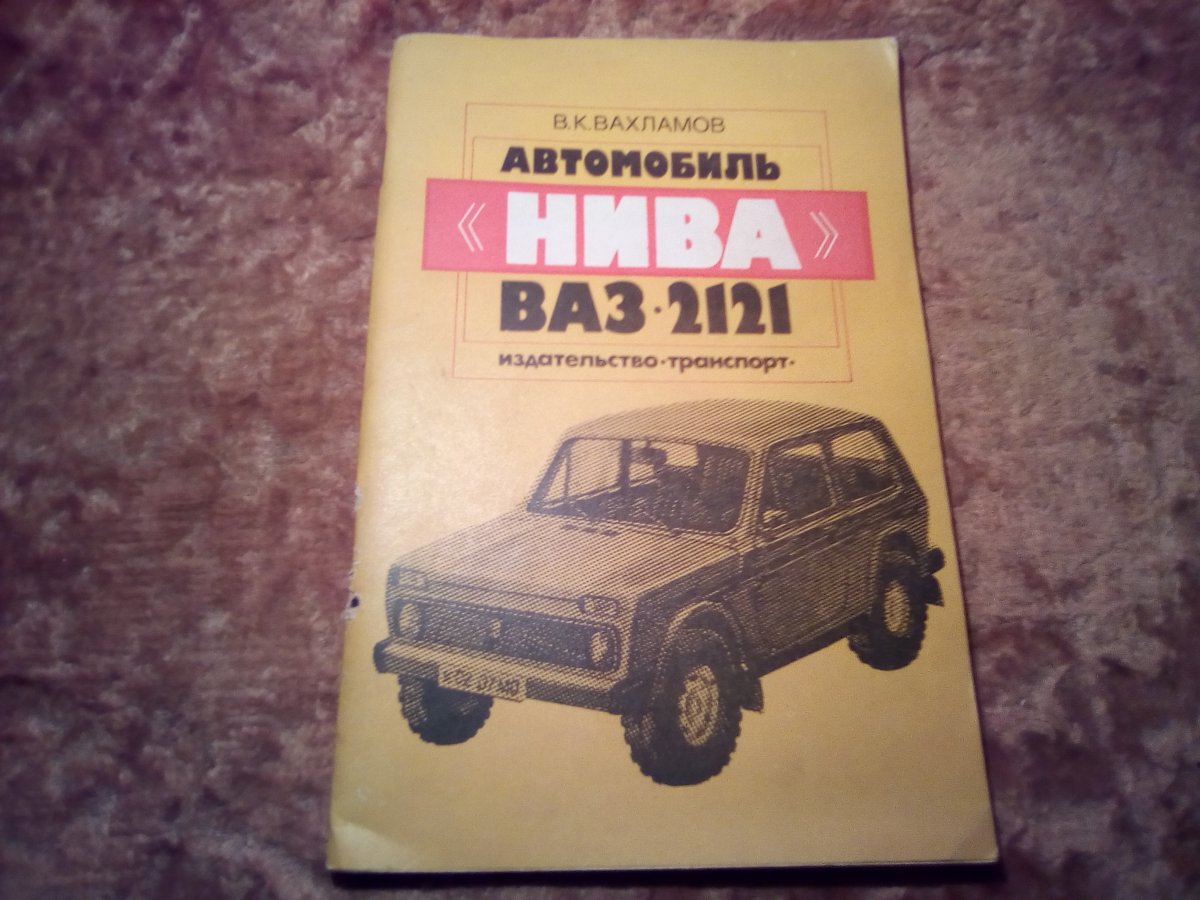 В.К.ВАХЛАМОВ
АВТОМОБИЛЬ
« НИВА »
ВАЗ·2121
издательство·транспорт·